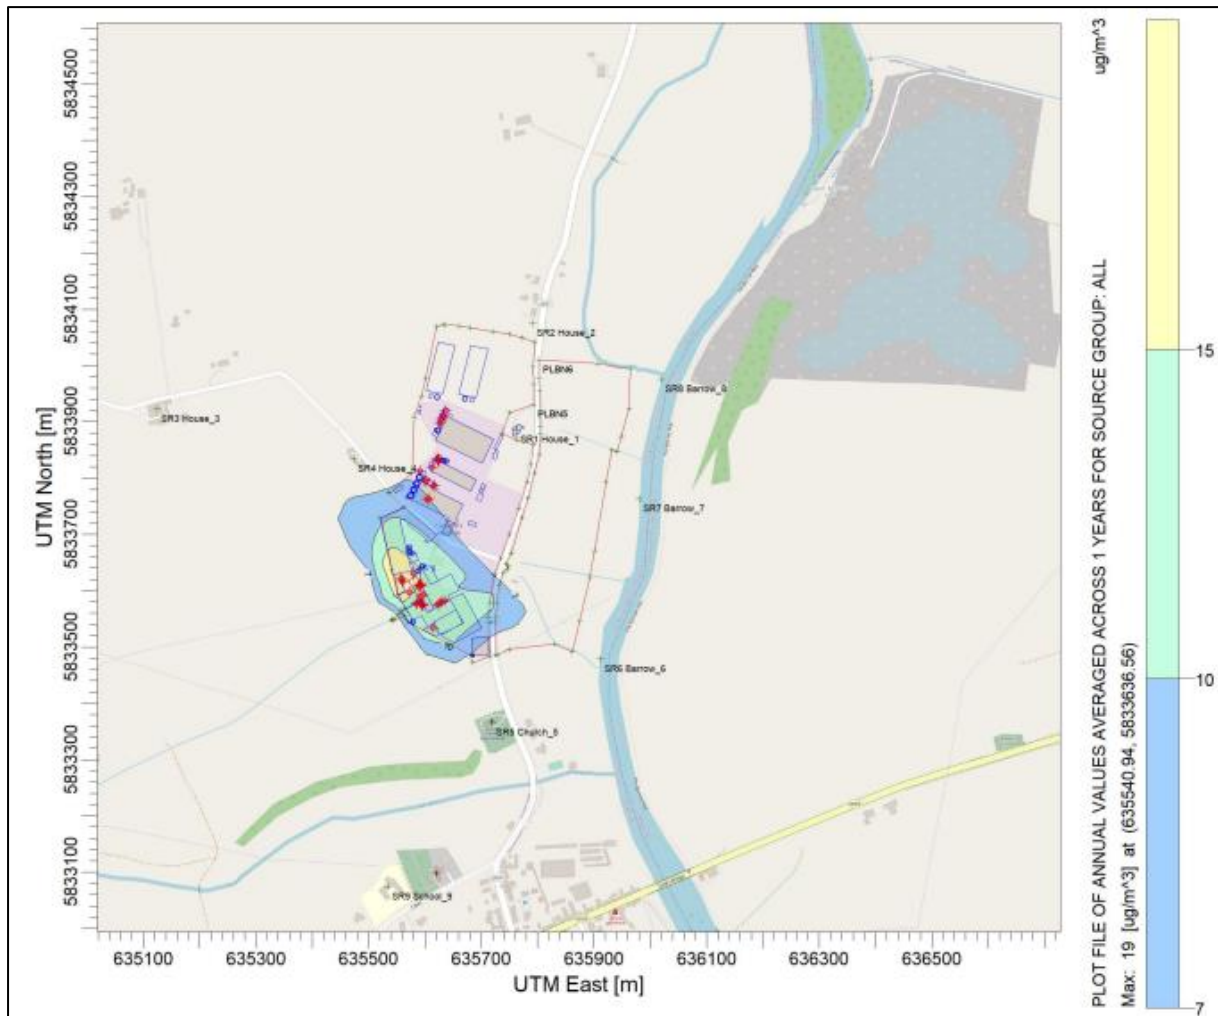 ug/m^3
PLOT FILE OF ANNUAL VALUES AVERAGED ACROSS 1 YEARS FOR SOURCE GROUP: ALL
Max: 19 [ug/m^3] at (635540.94, 5833636.56)
15
10
7
UTM North [m]
5834500
5834300
5834100
5833900
5833700
5833500
5833300
5833100
SR2 House_2
PLBN6
SR8 Barrow_8
SR3 House_3
PLBN5
SR1 House_1
SR4 House_4
SR7 Barrow_7
SR6 Barrow_6
SR5 Church_5
SR9 School_9
635100 635300 635500 635700 635900 636100 636300 636500
UTM East [m]